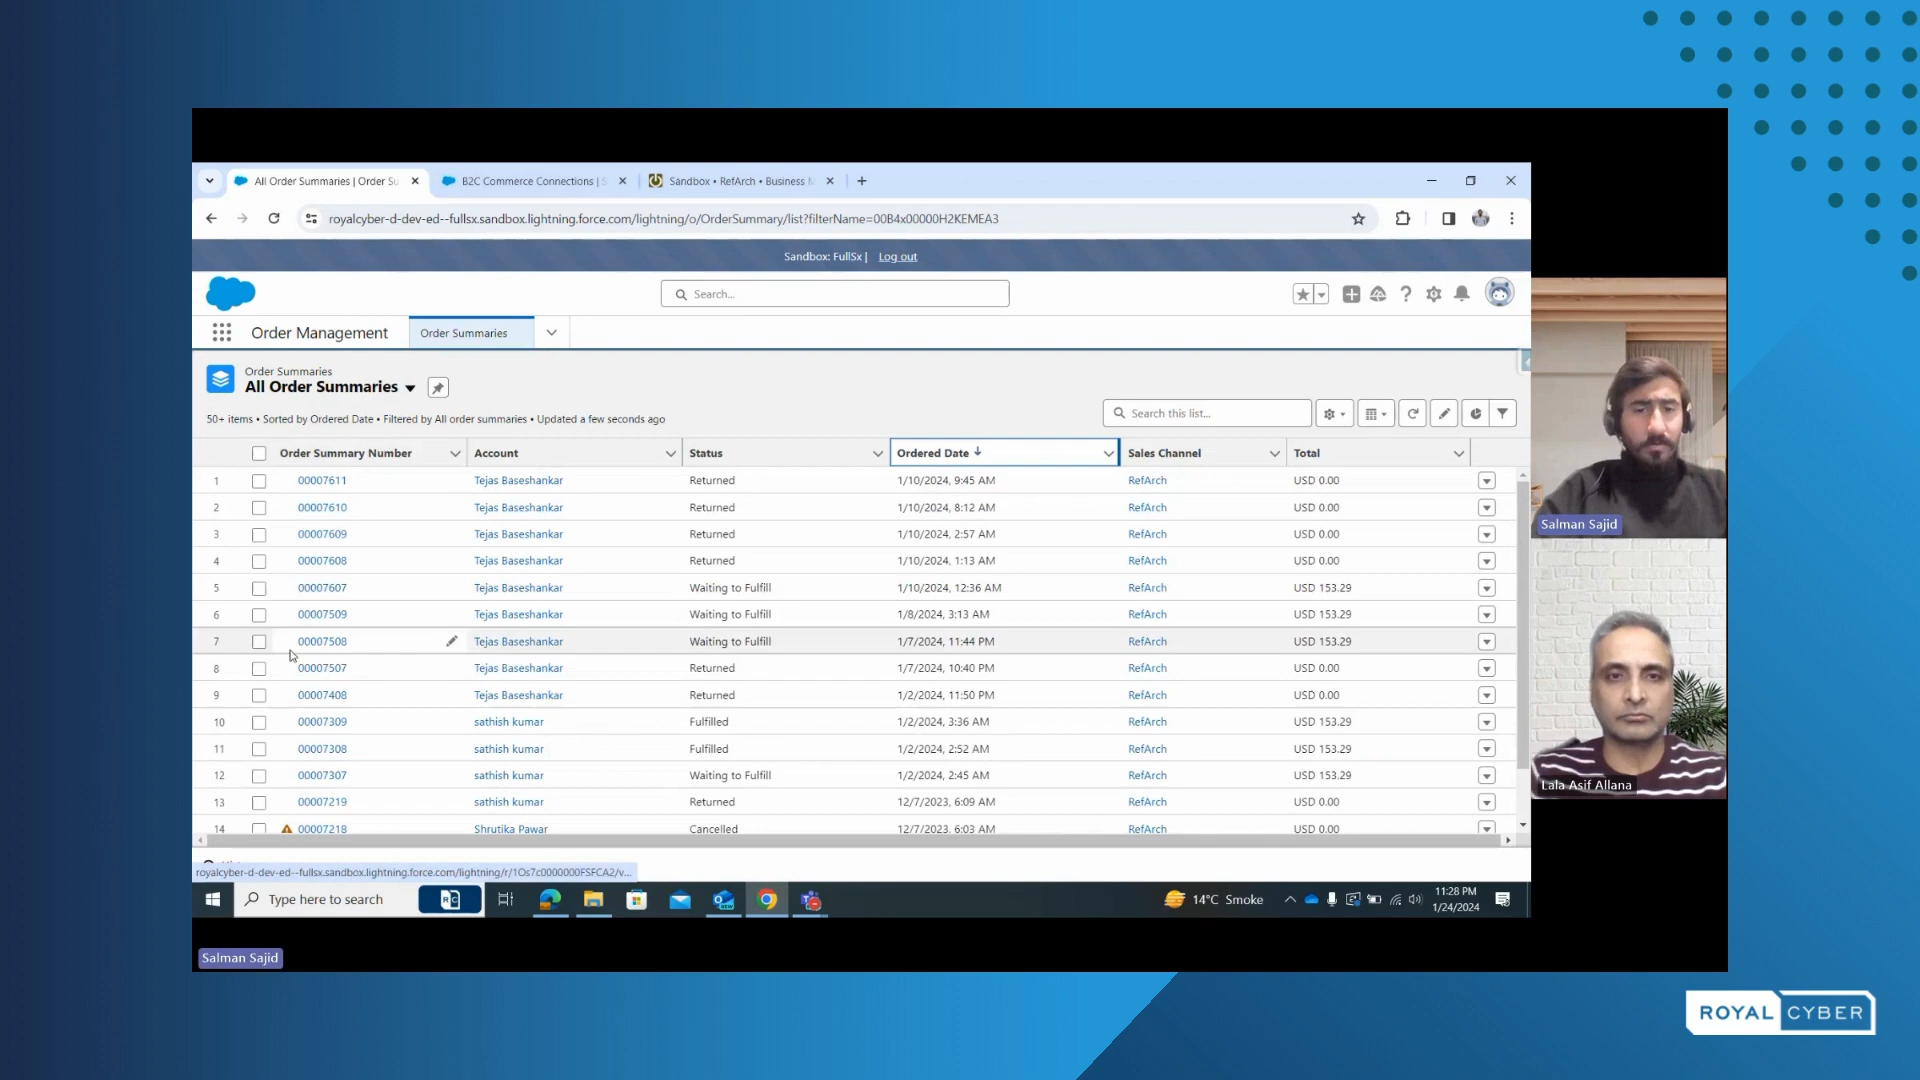 All Order Summaries | Order Su
B2C Commerce Connections | S
Sandbox • RefArch • Business M
royalcyber-d-dev-ed--fullsx.sandbox.lightning.force.com/lightning/o/OrderSummary/list?filterName=00B4x00000H2KEMEA3
Sandbox: FullSx | Log out
Search...
Order Management Order Summaries
Order Summaries
All Order Summaries
50+ items • Sorted by Ordered Date • Filtered by All order summaries • Updated a few seconds ago
Search this list...
Order Summary Number Account Status Ordered Date Sales Channel Total
1 00007611 Tejas Baseshankar Returned 1/10/2024, 9:45 AM RefArch USD 0.00
2 00007610 Tejas Baseshankar Returned 1/10/2024, 8:12 AM RefArch USD 0.00
3 00007609 Tejas Baseshankar Returned 1/10/2024, 2:57 AM RefArch USD 0.00
4 00007608 Tejas Baseshankar Returned 1/10/2024, 1:13 AM RefArch USD 0.00
5 00007607 Tejas Baseshankar Waiting to Fulfill 1/10/2024, 12:36 AM RefArch USD 153.29
6 00007509 Tejas Baseshankar Waiting to Fulfill 1/8/2024, 3:13 AM RefArch USD 153.29
7 00007508 Tejas Baseshankar Waiting to Fulfill 1/7/2024, 11:44 PM RefArch USD 153.29
8 00007507 Tejas Baseshankar Returned 1/7/2024, 10:40 PM RefArch USD 0.00
9 00007408 Tejas Baseshankar Returned 1/2/2024, 11:50 PM RefArch USD 0.00
10 00007309 sathish kumar Fulfilled 1/2/2024, 3:36 AM RefArch USD 153.29
11 00007308 sathish kumar Fulfilled 1/2/2024, 2:52 AM RefArch USD 153.29
12 00007307 sathish kumar Waiting to Fulfill 1/2/2024, 2:45 AM RefArch USD 153.29
13 00007219 sathish kumar Returned 12/7/2023, 6:09 AM RefArch USD 0.00
14 00007218 Shrutika Pawar Cancelled 12/7/2023, 6:03 AM RefArch USD 0.00
royalcyber-d-dev-ed--fullsx.sandbox.lightning.force.com/lightning/r/1Os7c0000000FSFCA2/v...
Type here to search
RC
14°C Smoke
11:28 PM
1/24/2024
Salman Sajid
Lala Asif Allana
Salman Sajid
ROYAL CYBER